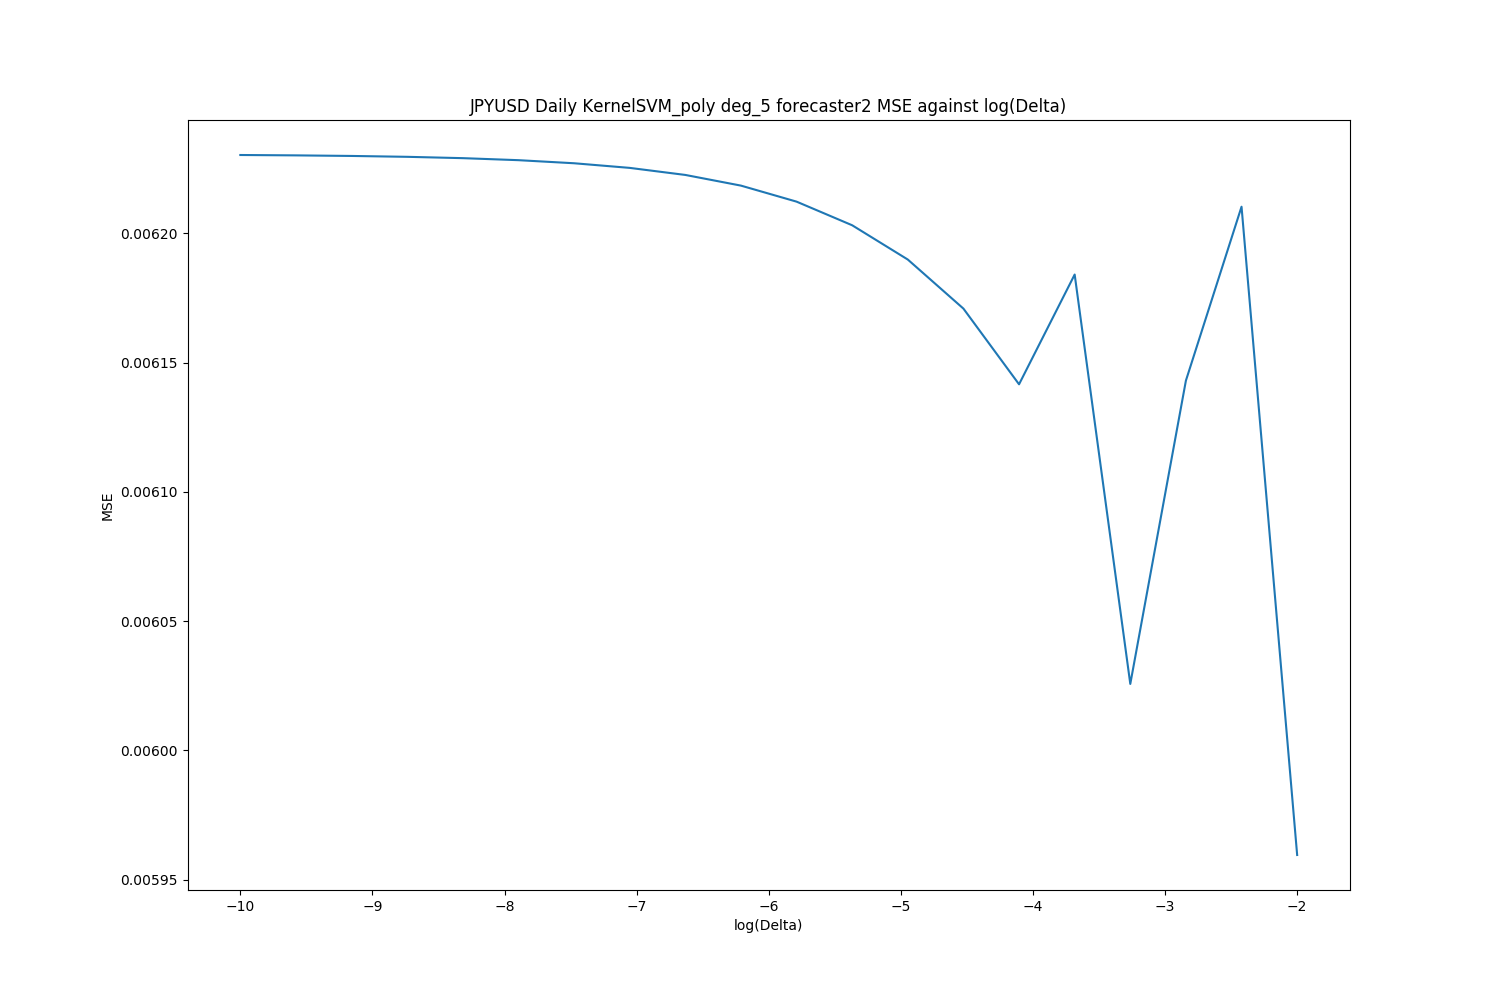 JPYUSD Daily KernelSVM_poly deg_5 forecaster2 MSE against log(Delta)
MSE
0.00620
0.00615
0.00610
0.00605
0.00600
0.00595
−10 −9 −8 −7 −6 −5 −4 −3 −2
log(Delta)